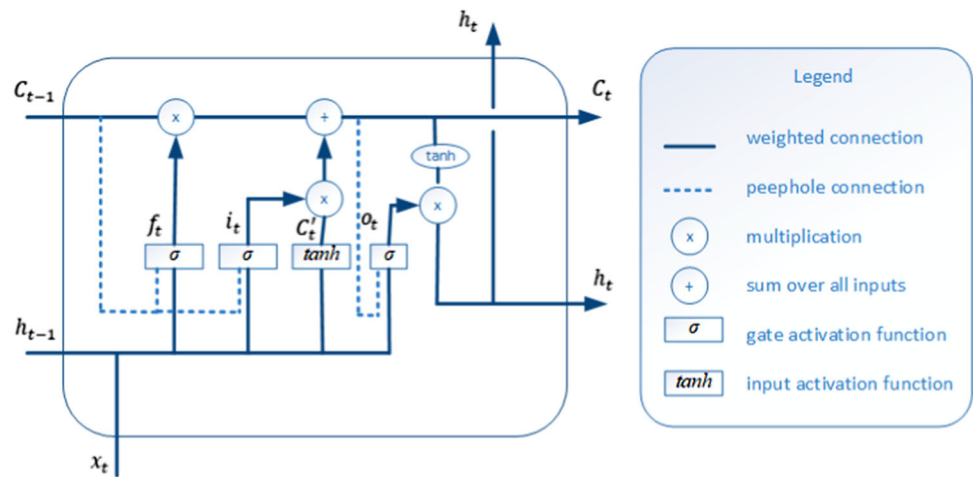 h_t
C_{t-1}
C_t
x
+
tanh
x
x
f_t
i_t
C'_t
o_t
σ
σ
tanh
σ
h_t
h_{t-1}
x_t
Legend
weighted connection
peephole connection
x
multiplication
+
sum over all inputs
σ
gate activation function
tanh
input activation function